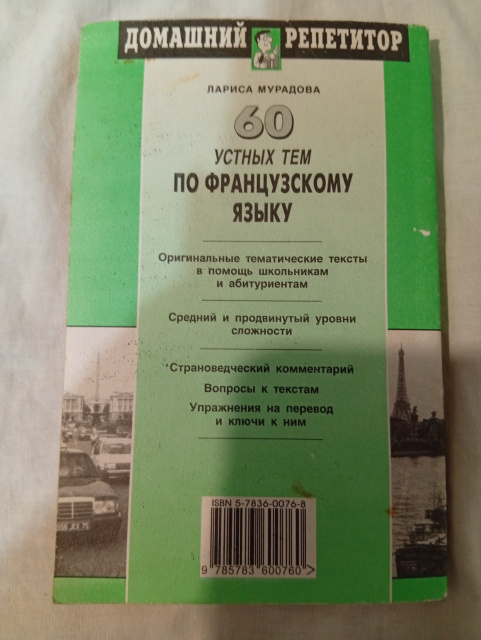 ДОМАШНИЙ РЕПЕТИТОР
ЛАРИСА МУРАДОВА
60
УСТНЫХ ТЕМ
ПО ФРАНЦУЗСКОМУ
ЯЗЫКУ
Оригинальные тематические тексты
в помощь школьникам
и абитуриентам
Средний и продвинутый уровни
сложности
Страноведческий комментарий
Вопросы к текстам
Упражнения на перевод
и ключи к ним
ISBN 5-7836-0076-8
9 785783 600760 >